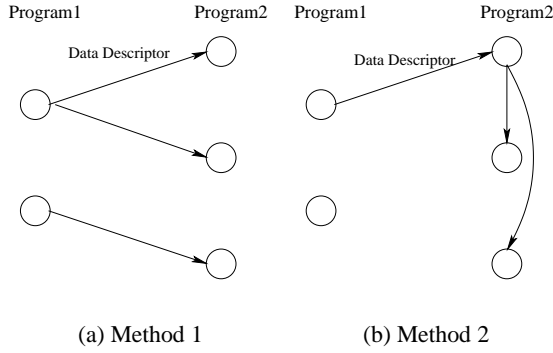 Program1
Program2
Data Descriptor
(a) Method 1
Program1
Program2
Data Descriptor
(b) Method 2